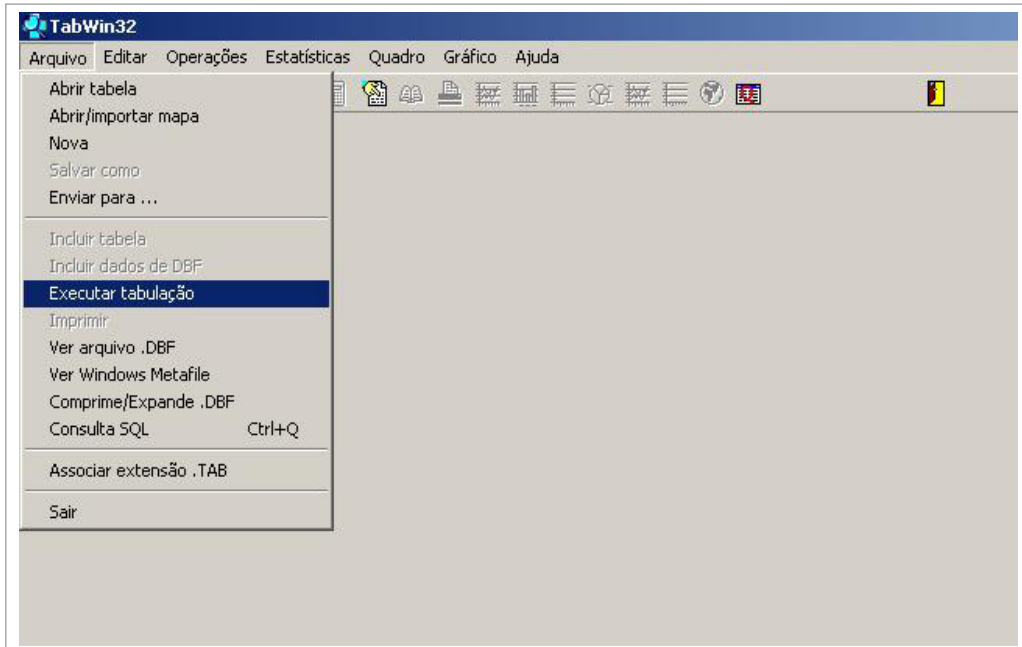 TabWin32
Arquivo Editar Operações Estatísticas Quadro Gráfico Ajuda
Abrir tabela
Abrir/importar mapa
Nova
Salvar como
Enviar para ...
Incluir tabela
Incluir dados de DBF
Executar tabulação
Imprimir
Ver arquivo .DBF
Ver Windows Metafile
Comprime/Expande .DBF
Consulta SQL Ctrl+Q
Associar extensão .TAB
Sair